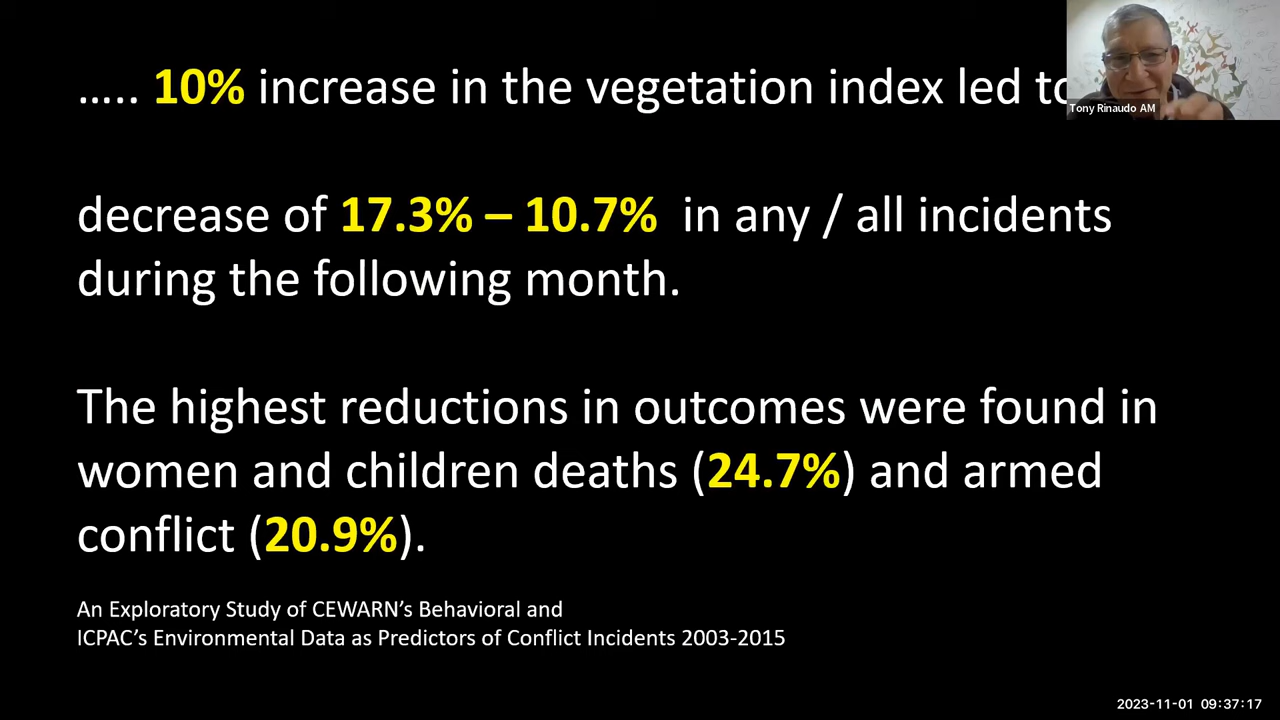 ….. 10% increase in the vegetation index led to
Tony Rinaudo AM
decrease of 17.3% – 10.7% in any / all incidents
during the following month.
The highest reductions in outcomes were found in
women and children deaths (24.7%) and armed
conflict (20.9%).
An Exploratory Study of CEWARN’s Behavioral and
ICPAC’s Environmental Data as Predictors of Conflict Incidents 2003-2015
2023-11-01 09:37:17